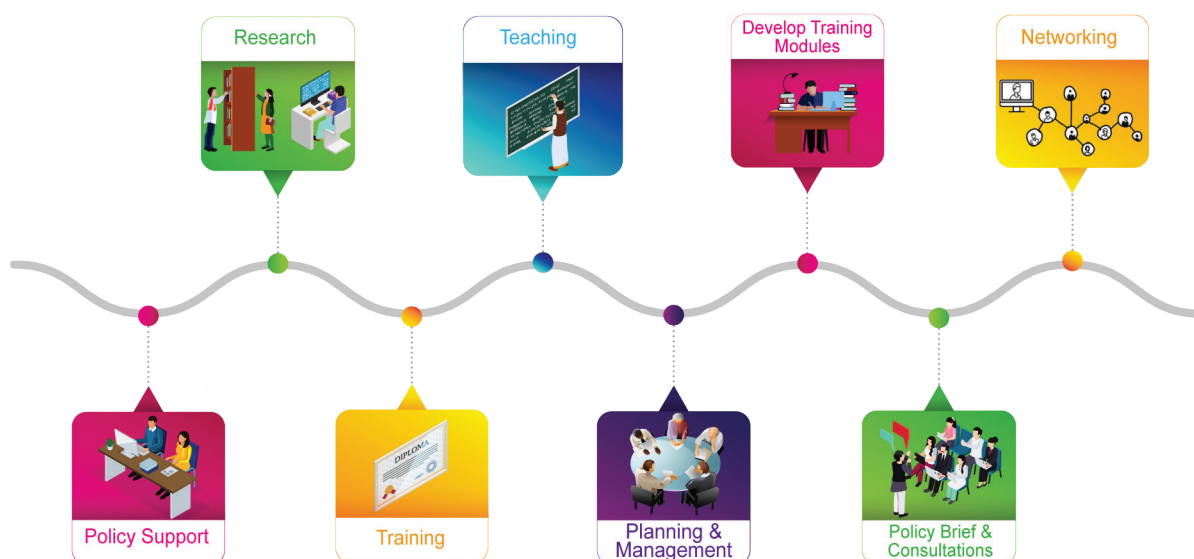 Research
Teaching
Develop Training
Modules
Networking
DIPLOMA
Policy Support
Training
Planning &
Management
Policy Brief &
Consultations